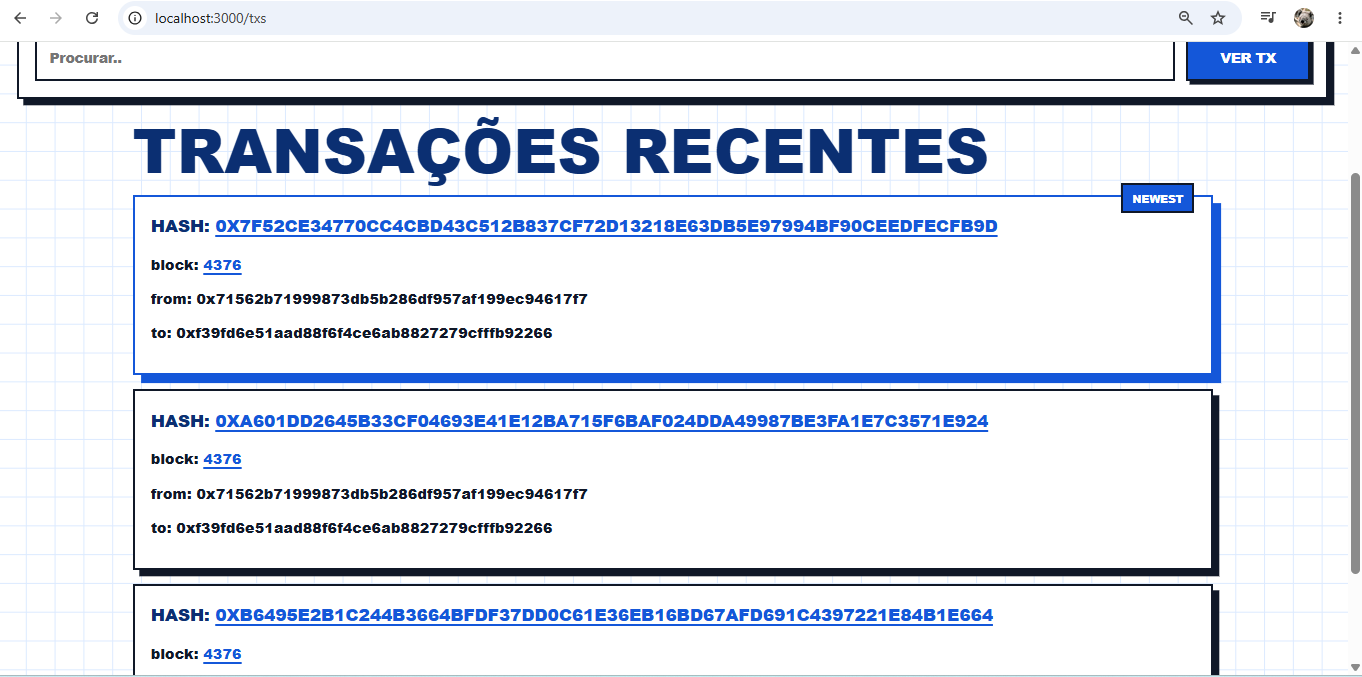 localhost:3000/txs
Procurar..
VER TX
TRANSAÇÕES RECENTES
NEWEST
HASH: 0X7F52CE34770CC4CBD43C512B837CF72D13218E63DB5E97994BF90CEEDFECFB9D
block: 4376
from: 0x71562b71999873db5b286df957af199ec94617f7
to: 0xf39fd6e51aad88f6f4ce6ab8827279cfffb92266
HASH: 0XA601DD2645B33CF04693E41E12BA715F6BAF024DDA49987BE3FA1E7C3571E924
block: 4376
from: 0x71562b71999873db5b286df957af199ec94617f7
to: 0xf39fd6e51aad88f6f4ce6ab8827279cfffb92266
HASH: 0XB6495E2B1C244B3664BFDF37DD0C61E36EB16BD67AFD691C4397221E84B1E664
block: 4376